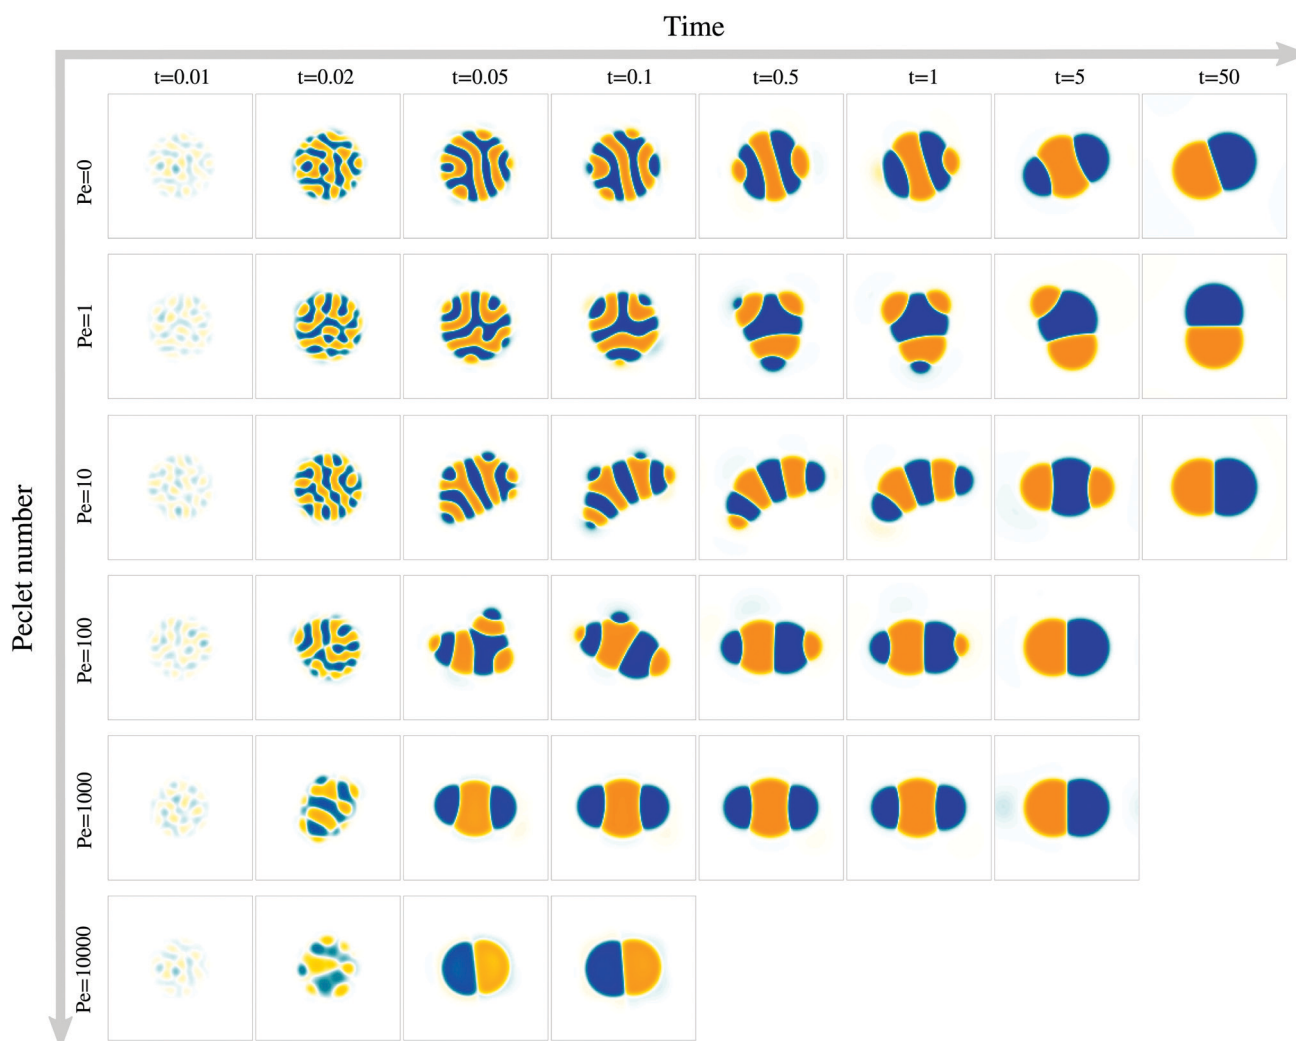 Time
t=0.01 t=0.02 t=0.05 t=0.1 t=0.5 t=1 t=5 t=50
Peclet number
Pe=0
Pe=1
Pe=10
Pe=100
Pe=1000
Pe=10000